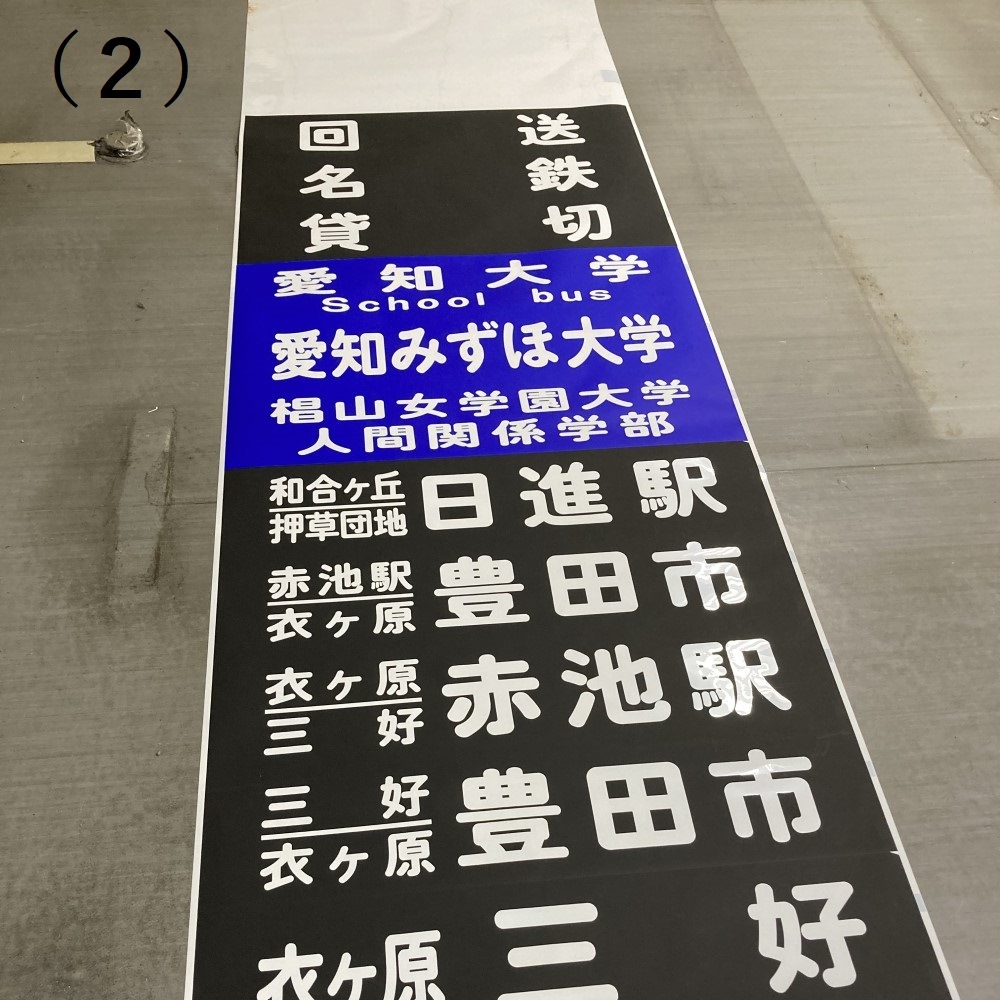 （2）
回送
名鉄
貸切
愛知大学
School bus
愛知みずほ大学
椙山女学園大学
人間関係学部
和合ヶ丘
押草団地
日進駅
赤池駅
衣ヶ原
豊田市
衣ヶ原
三好
赤池駅
三好
衣ヶ原
豊田市
衣ヶ原
三好